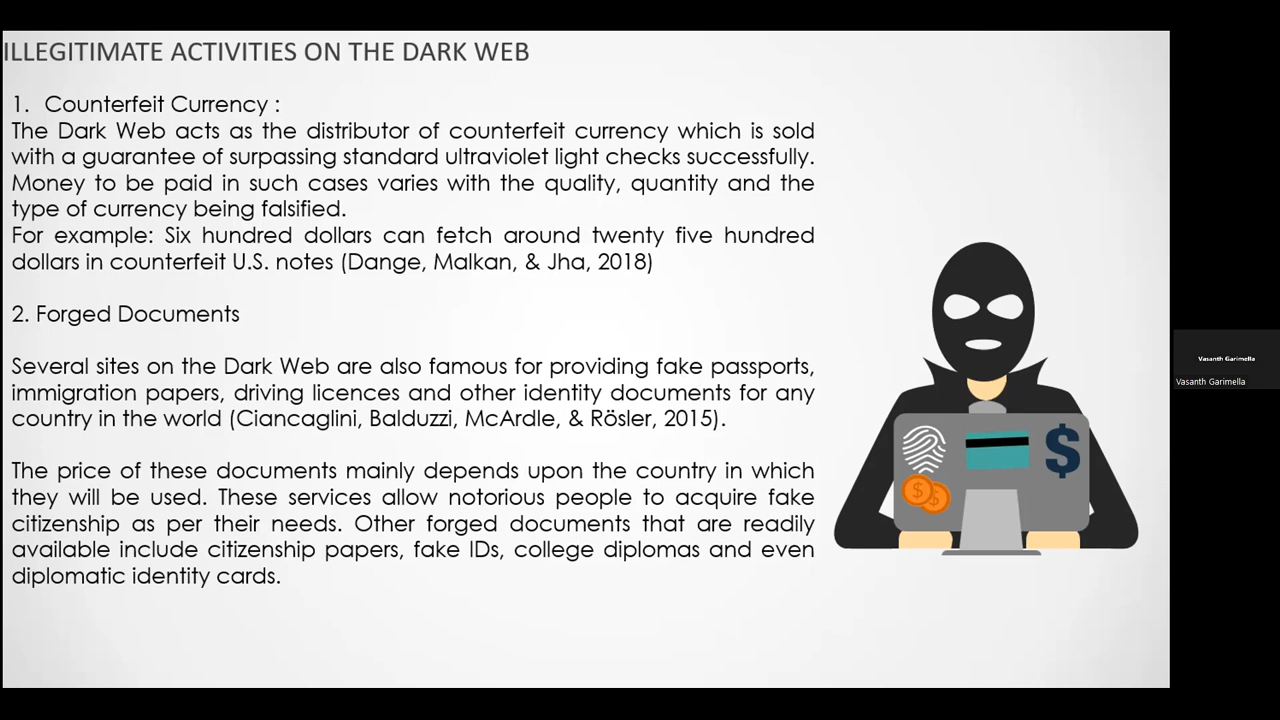 ILLEGITIMATE ACTIVITIES ON THE DARK WEB
1. Counterfeit Currency :
The Dark Web acts as the distributor of counterfeit currency which is sold
with a guarantee of surpassing standard ultraviolet light checks successfully.
Money to be paid in such cases varies with the quality, quantity and the
type of currency being falsified.
For example: Six hundred dollars can fetch around twenty five hundred
dollars in counterfeit U.S. notes (Dange, Malkan, & Jha, 2018)
2. Forged Documents
Several sites on the Dark Web are also famous for providing fake passports,
immigration papers, driving licences and other identity documents for any
country in the world (Ciancaglini, Balduzzi, McArdle, & Rösler, 2015).
The price of these documents mainly depends upon the country in which
they will be used. These services allow notorious people to acquire fake
citizenship as per their needs. Other forged documents that are readily
available include citizenship papers, fake IDs, college diplomas and even
diplomatic identity cards.
$
$ $
Vasanth Garimella
Vasanth Garimella